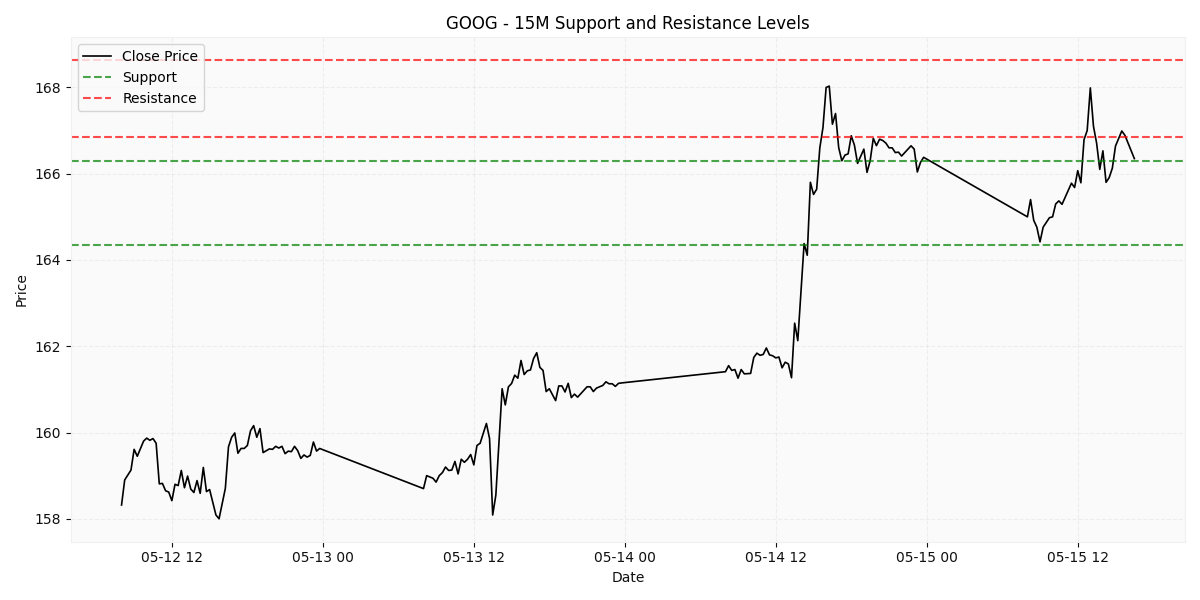 GOOG - 15M Support and Resistance Levels
Close Price
Support
Resistance
168
166
164
162
160
158
Price
05-12 12
05-13 00
05-13 12
05-14 00
05-14 12
05-15 00
05-15 12
Date